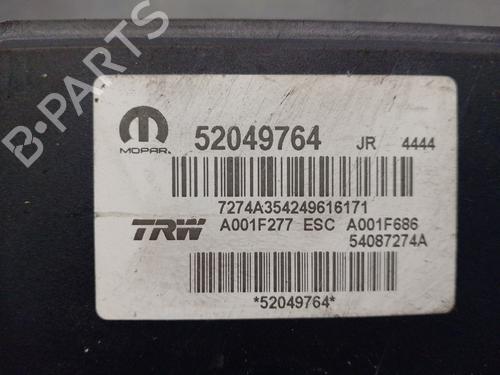 B-PARTS
MOPAR.
52049764 JR 4444
7274A354249616171
TRW A001F277 ESC A001F686
54087274A
*52049764*